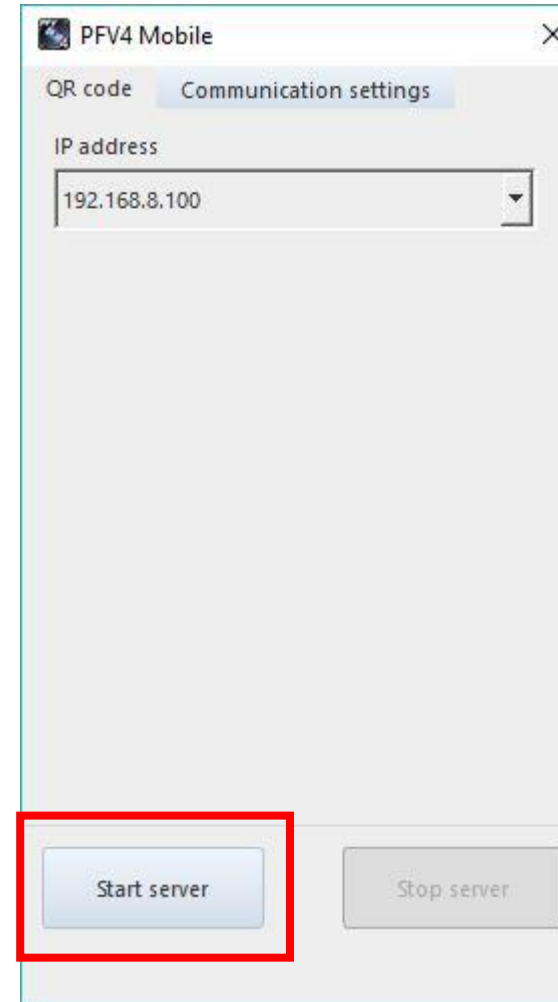 PFV4 Mobile
QR code Communication settings
IP address
192.168.8.100
Start server Stop server